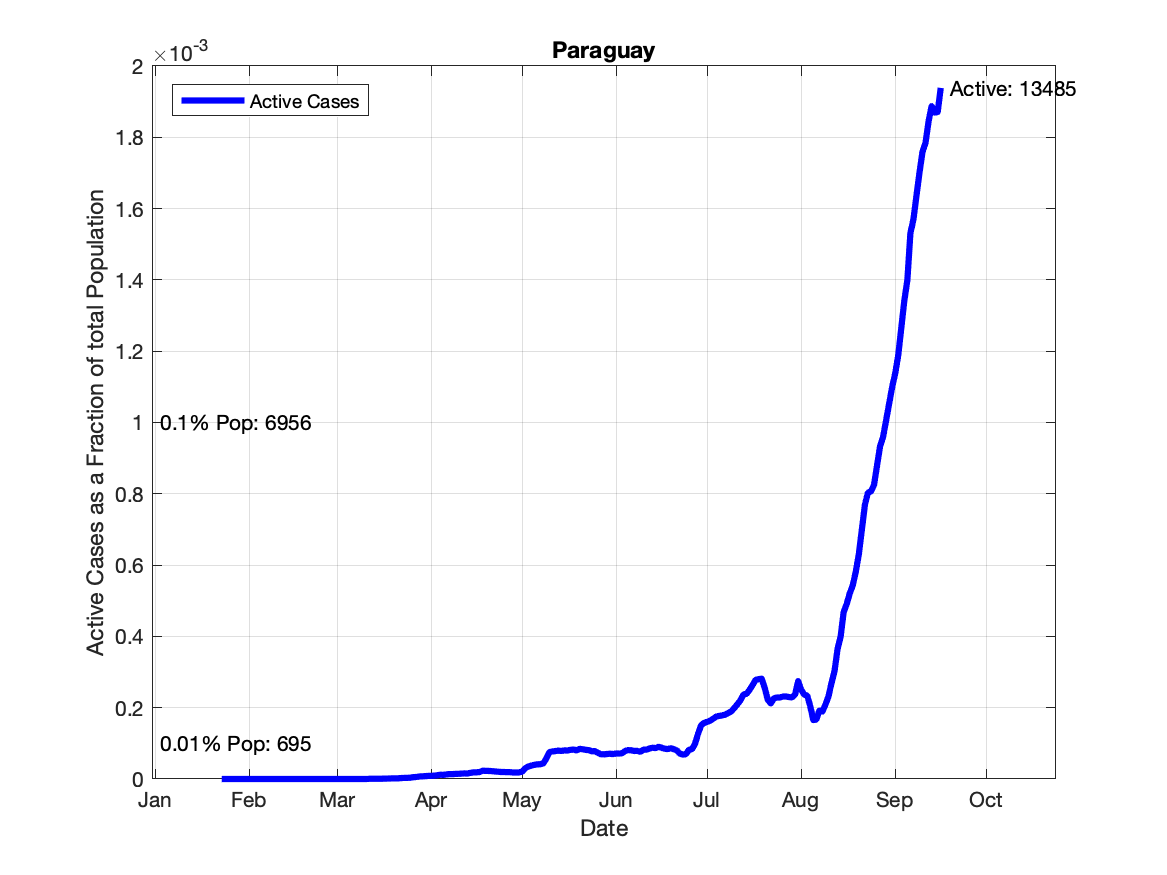 Paraguay
×10-3
Active Cases
Active: 13485
2
1.8
1.6
1.4
1.2
1
0.8
0.6
0.4
0.2
0
0.1% Pop: 6956
0.01% Pop: 695
Active Cases as a Fraction of total Population
Jan Feb Mar Apr May Jun Jul Aug Sep Oct
Date